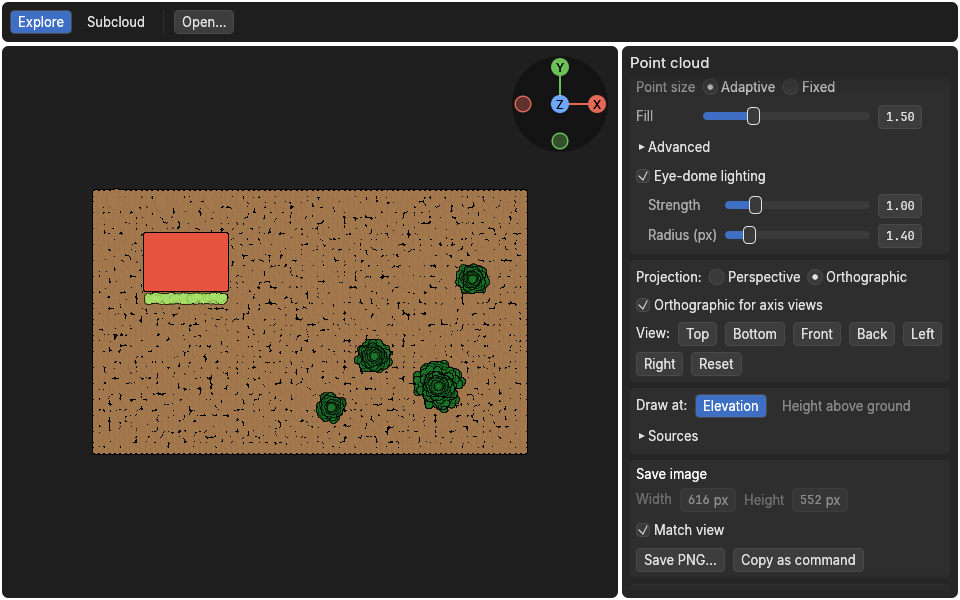 Explore Subcloud Open...
Y
Z X
Point cloud
Point size Adaptive Fixed
Fill 1.50
Advanced
Eye-dome lighting
Strength 1.00
Radius (px) 1.40
Projection: Perspective Orthographic
Orthographic for axis views
View: Top Bottom Front Back Left
Right Reset
Draw at: Elevation Height above ground
Sources
Save image
Width 616 px Height 552 px
Match view
Save PNG... Copy as command